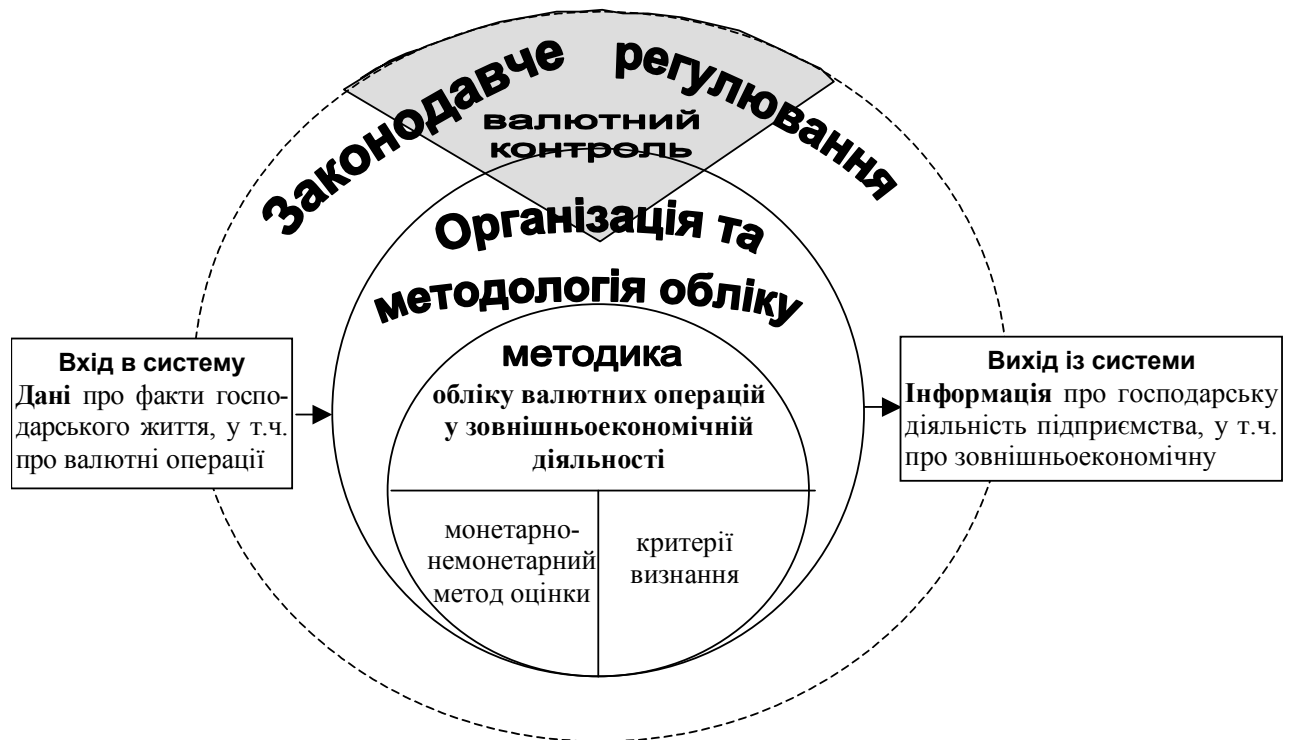 Законодавче регулювання
валютний
контроль
Організація та
методологія обліку
методика
обліку валютних операцій
у зовнішньоекономічній
діяльності
монетарно-
немонетарний
метод оцінки
критерії
визнання
Вхід в систему
Дані про факти госпо-
дарського життя, у т.ч.
про валютні операції
Вихід із системи
Інформація про господарську
діяльність підприємства, у т.ч.
про зовнішньоекономічну